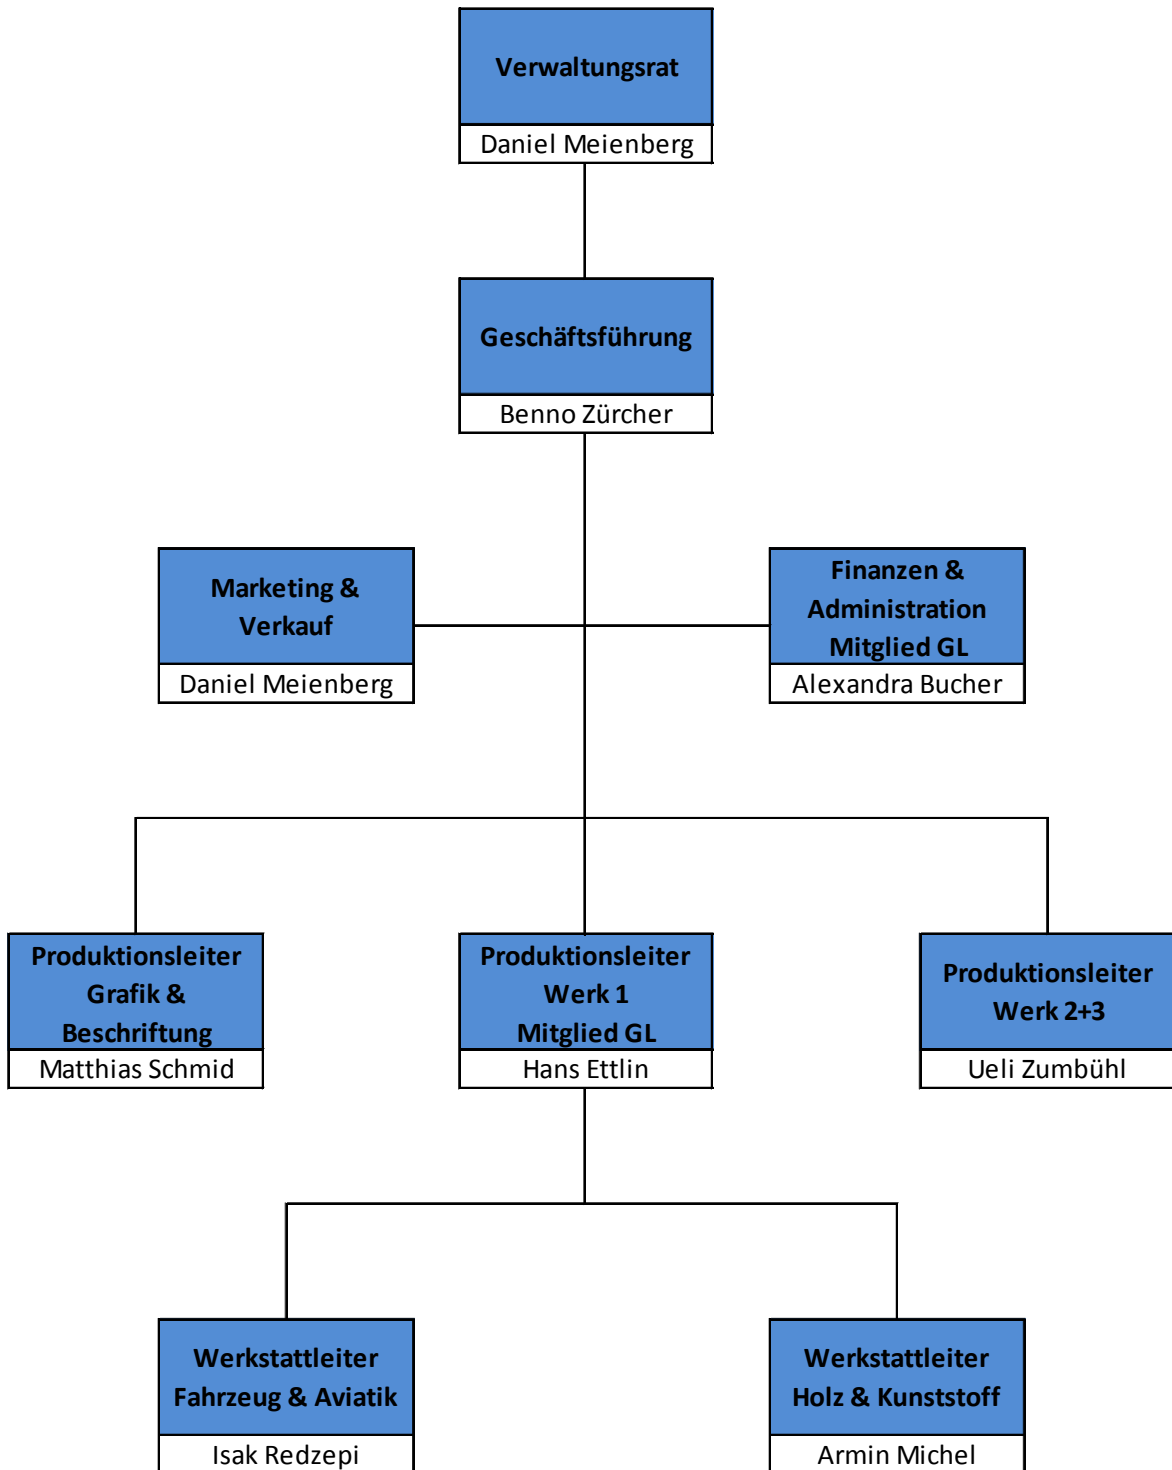 Verwaltungsrat
Daniel Meienberg
Geschäftsführung
Benno Zürcher
Marketing &
Verkauf
Daniel Meienberg
Finanzen &
Administration
Mitglied GL
Alexandra Bucher
Produktionsleiter
Grafik &
Beschriftung
Matthias Schmid
Produktionsleiter
Werk 1
Mitglied GL
Hans Ettlin
Produktionsleiter
Werk 2+3
Ueli Zumbühl
Werkstattleiter
Fahrzeug & Aviatik
Isak Redzepi
Werkstattleiter
Holz & Kunststoff
Armin Michel